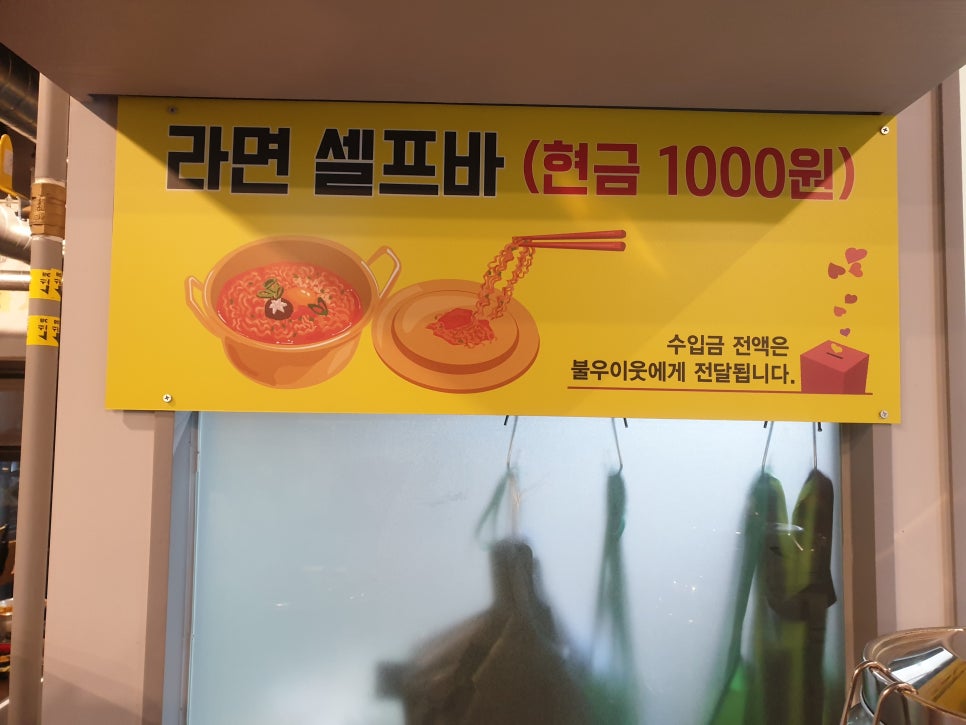 라면 셀프바 (현금 1000원)
수입금 전액은
불우이웃에게 전달됩니다.